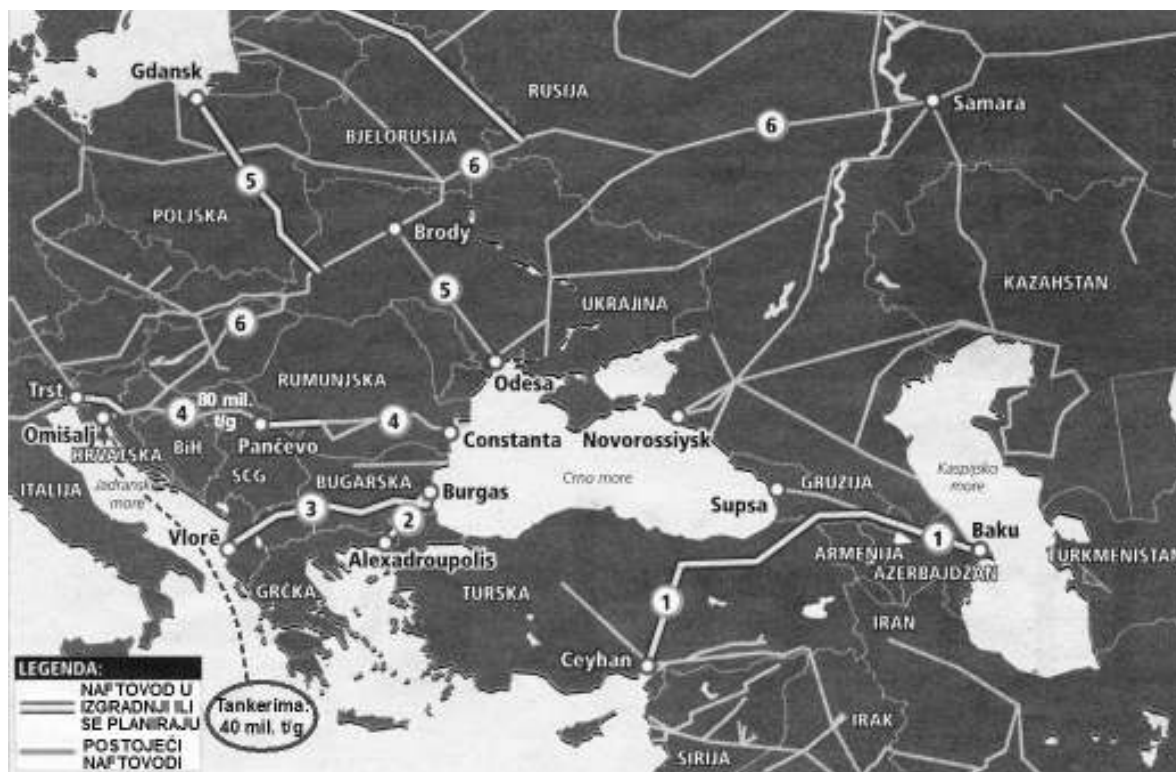 Gdansk
RUSIJA
Samara
BJELORUSIJA
6
6
5
POLJSKA
Brody
KAZAHSTAN
5
UKRAJINA
6
RUMUNJSKA
Odesa
Trst
4
80 mil.
t/g
4
Omišalj
Pančevo
Constanta
Novorossiysk
HRVATSKA
BiH
SCG
ITALIJA
Jadransko
more
BUGARSKA
Burgas
Crno more
Kaspijsko
more
GRUZIJA
Supsa
3
2
Vlorë
Alexadroupolis
1
Baku
ARMENIJA
AZERBAJDZAN
TURKMENISTAN
GRČKA
TURSKA
1
IRAN
Ceyhan
LEGENDA:
NAFTOVOD U
IZGRADNJI ILI
SE PLANIRAJU
POSTOJEĆI
NAFTOVODI
Tankerima:
40 mil. t/g
IRAK
SIRIJA